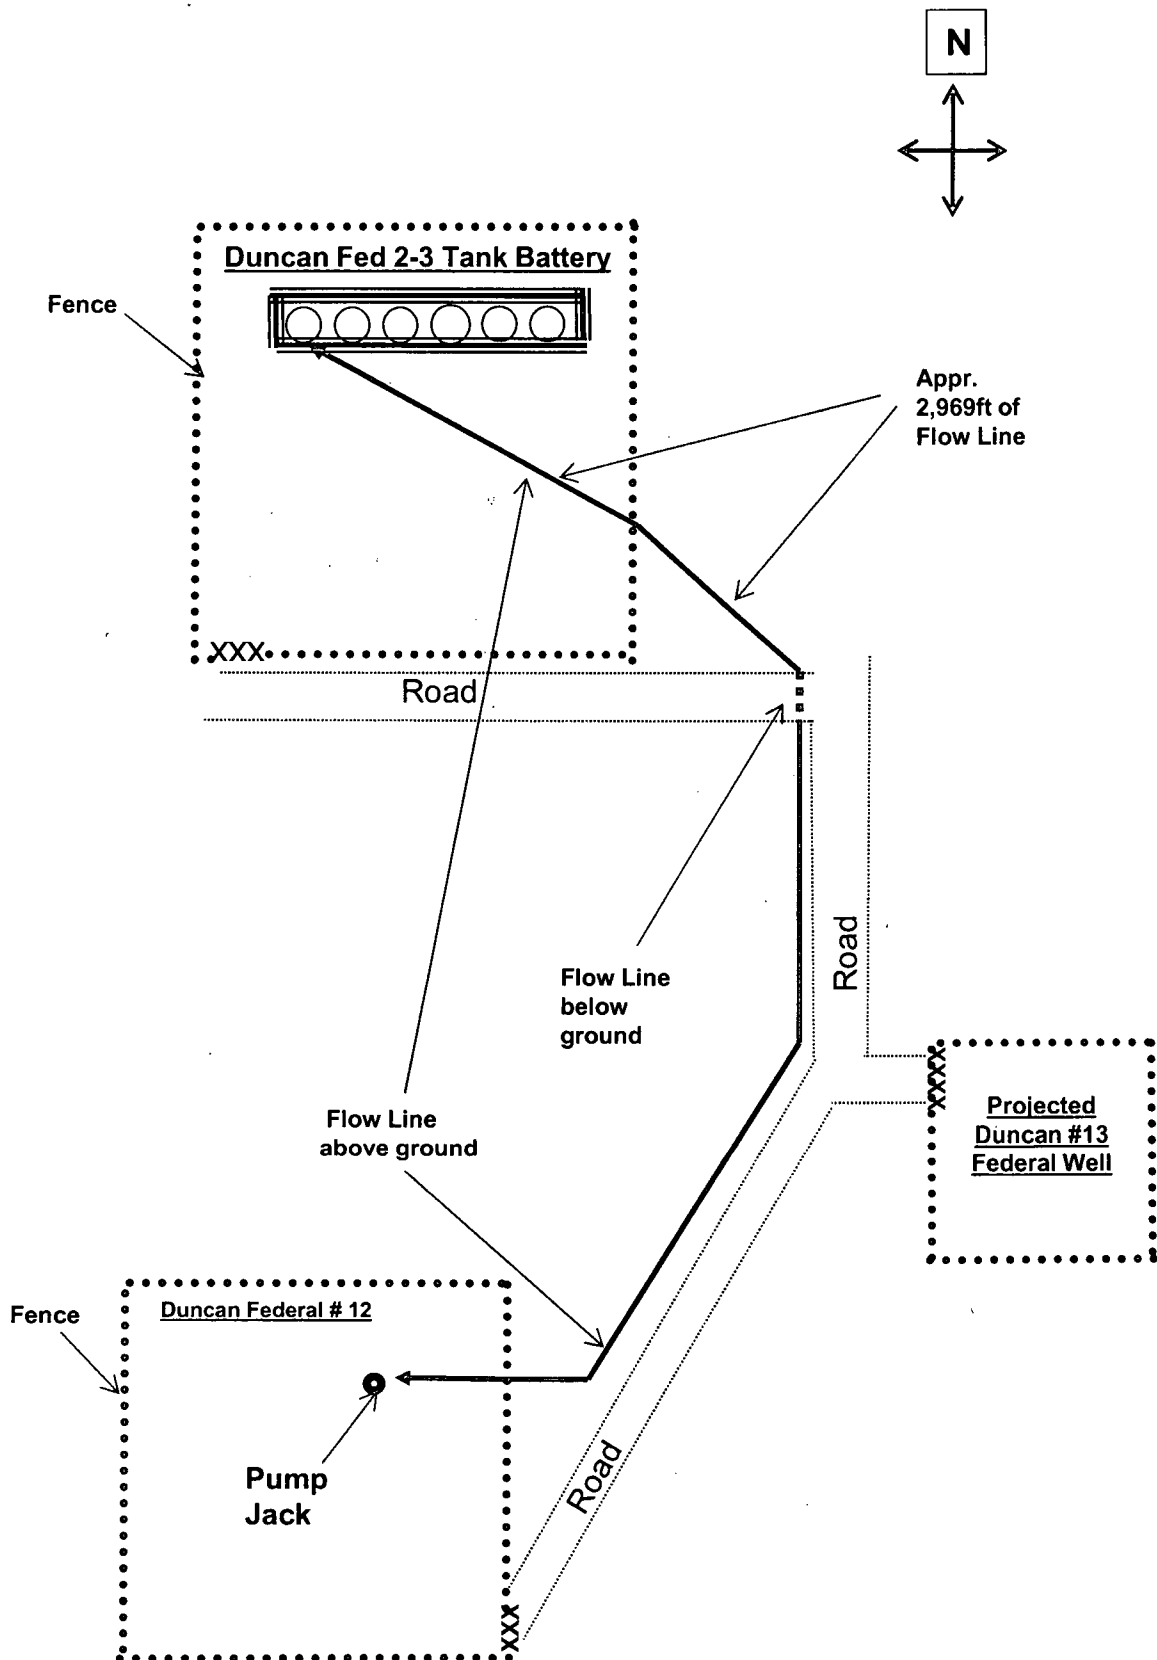 N
Duncan Fed 2-3 Tank Battery
Fence
Appr.
2,969ft of
Flow Line
XXX
Road
Road
Flow Line
below
ground
XXXX
Projected
Duncan #13
Federal Well
Flow Line
above ground
Fence
Duncan Federal # 12
Pump
Jack
Road
XXX